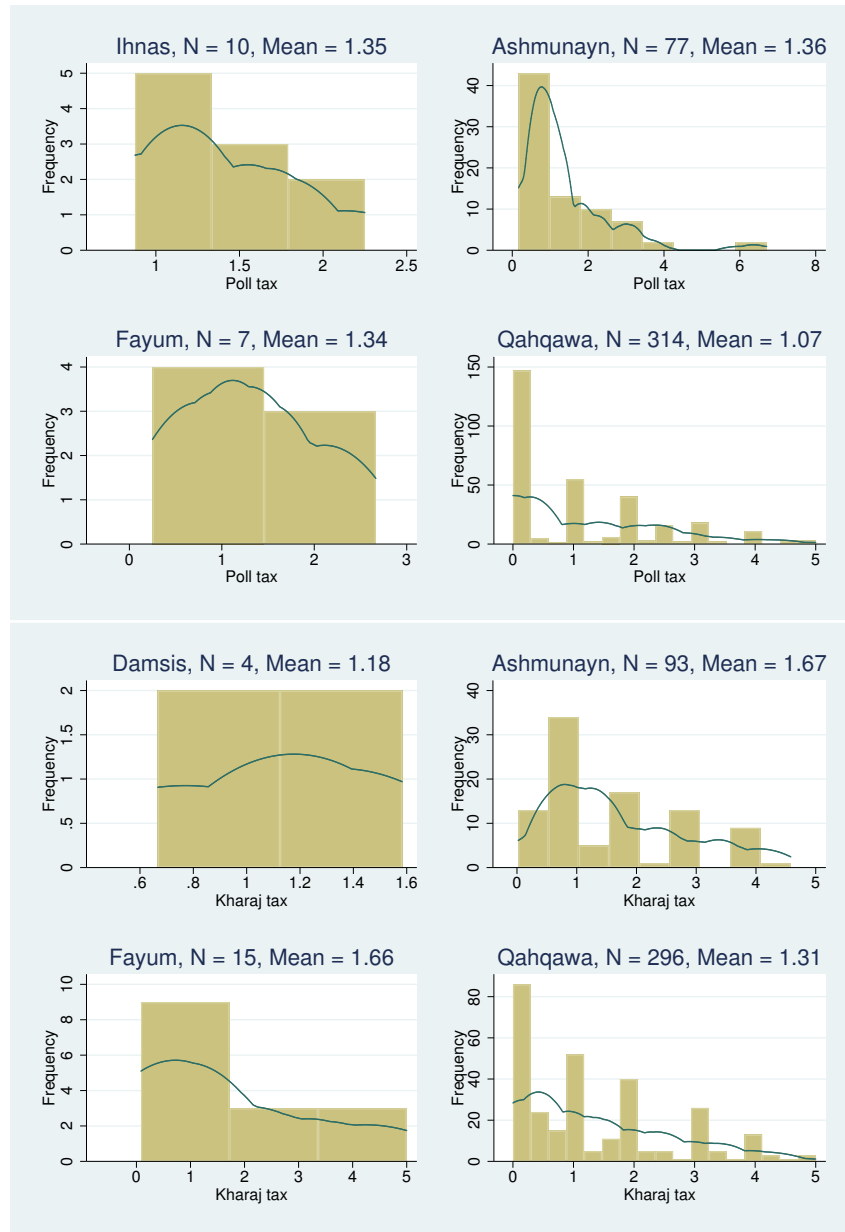 Ihnas, N = 10, Mean = 1.35
Frequency
0 1 2 3 4 5
1 1.5 2 2.5
Poll tax
Ashmunayn, N = 77, Mean = 1.36
Frequency
0 10 20 30 40
0 2 4 6 8
Poll tax
Fayum, N = 7, Mean = 1.34
Frequency
0 1 2 3 4
0 1 2 3
Poll tax
Qahqawa, N = 314, Mean = 1.07
Frequency
0 50 100 150
0 1 2 3 4 5
Poll tax
Damsis, N = 4, Mean = 1.18
Frequency
0 .5 1 1.5 2
.6 .8 1 1.2 1.4 1.6
Kharaj tax
Ashmunayn, N = 93, Mean = 1.67
Frequency
0 10 20 30 40
0 1 2 3 4 5
Kharaj tax
Fayum, N = 15, Mean = 1.66
Frequency
0 2 4 6 8 10
0 1 2 3 4 5
Kharaj tax
Qahqawa, N = 296, Mean = 1.31
Frequency
0 20 40 60 80
0 1 2 3 4 5
Kharaj tax